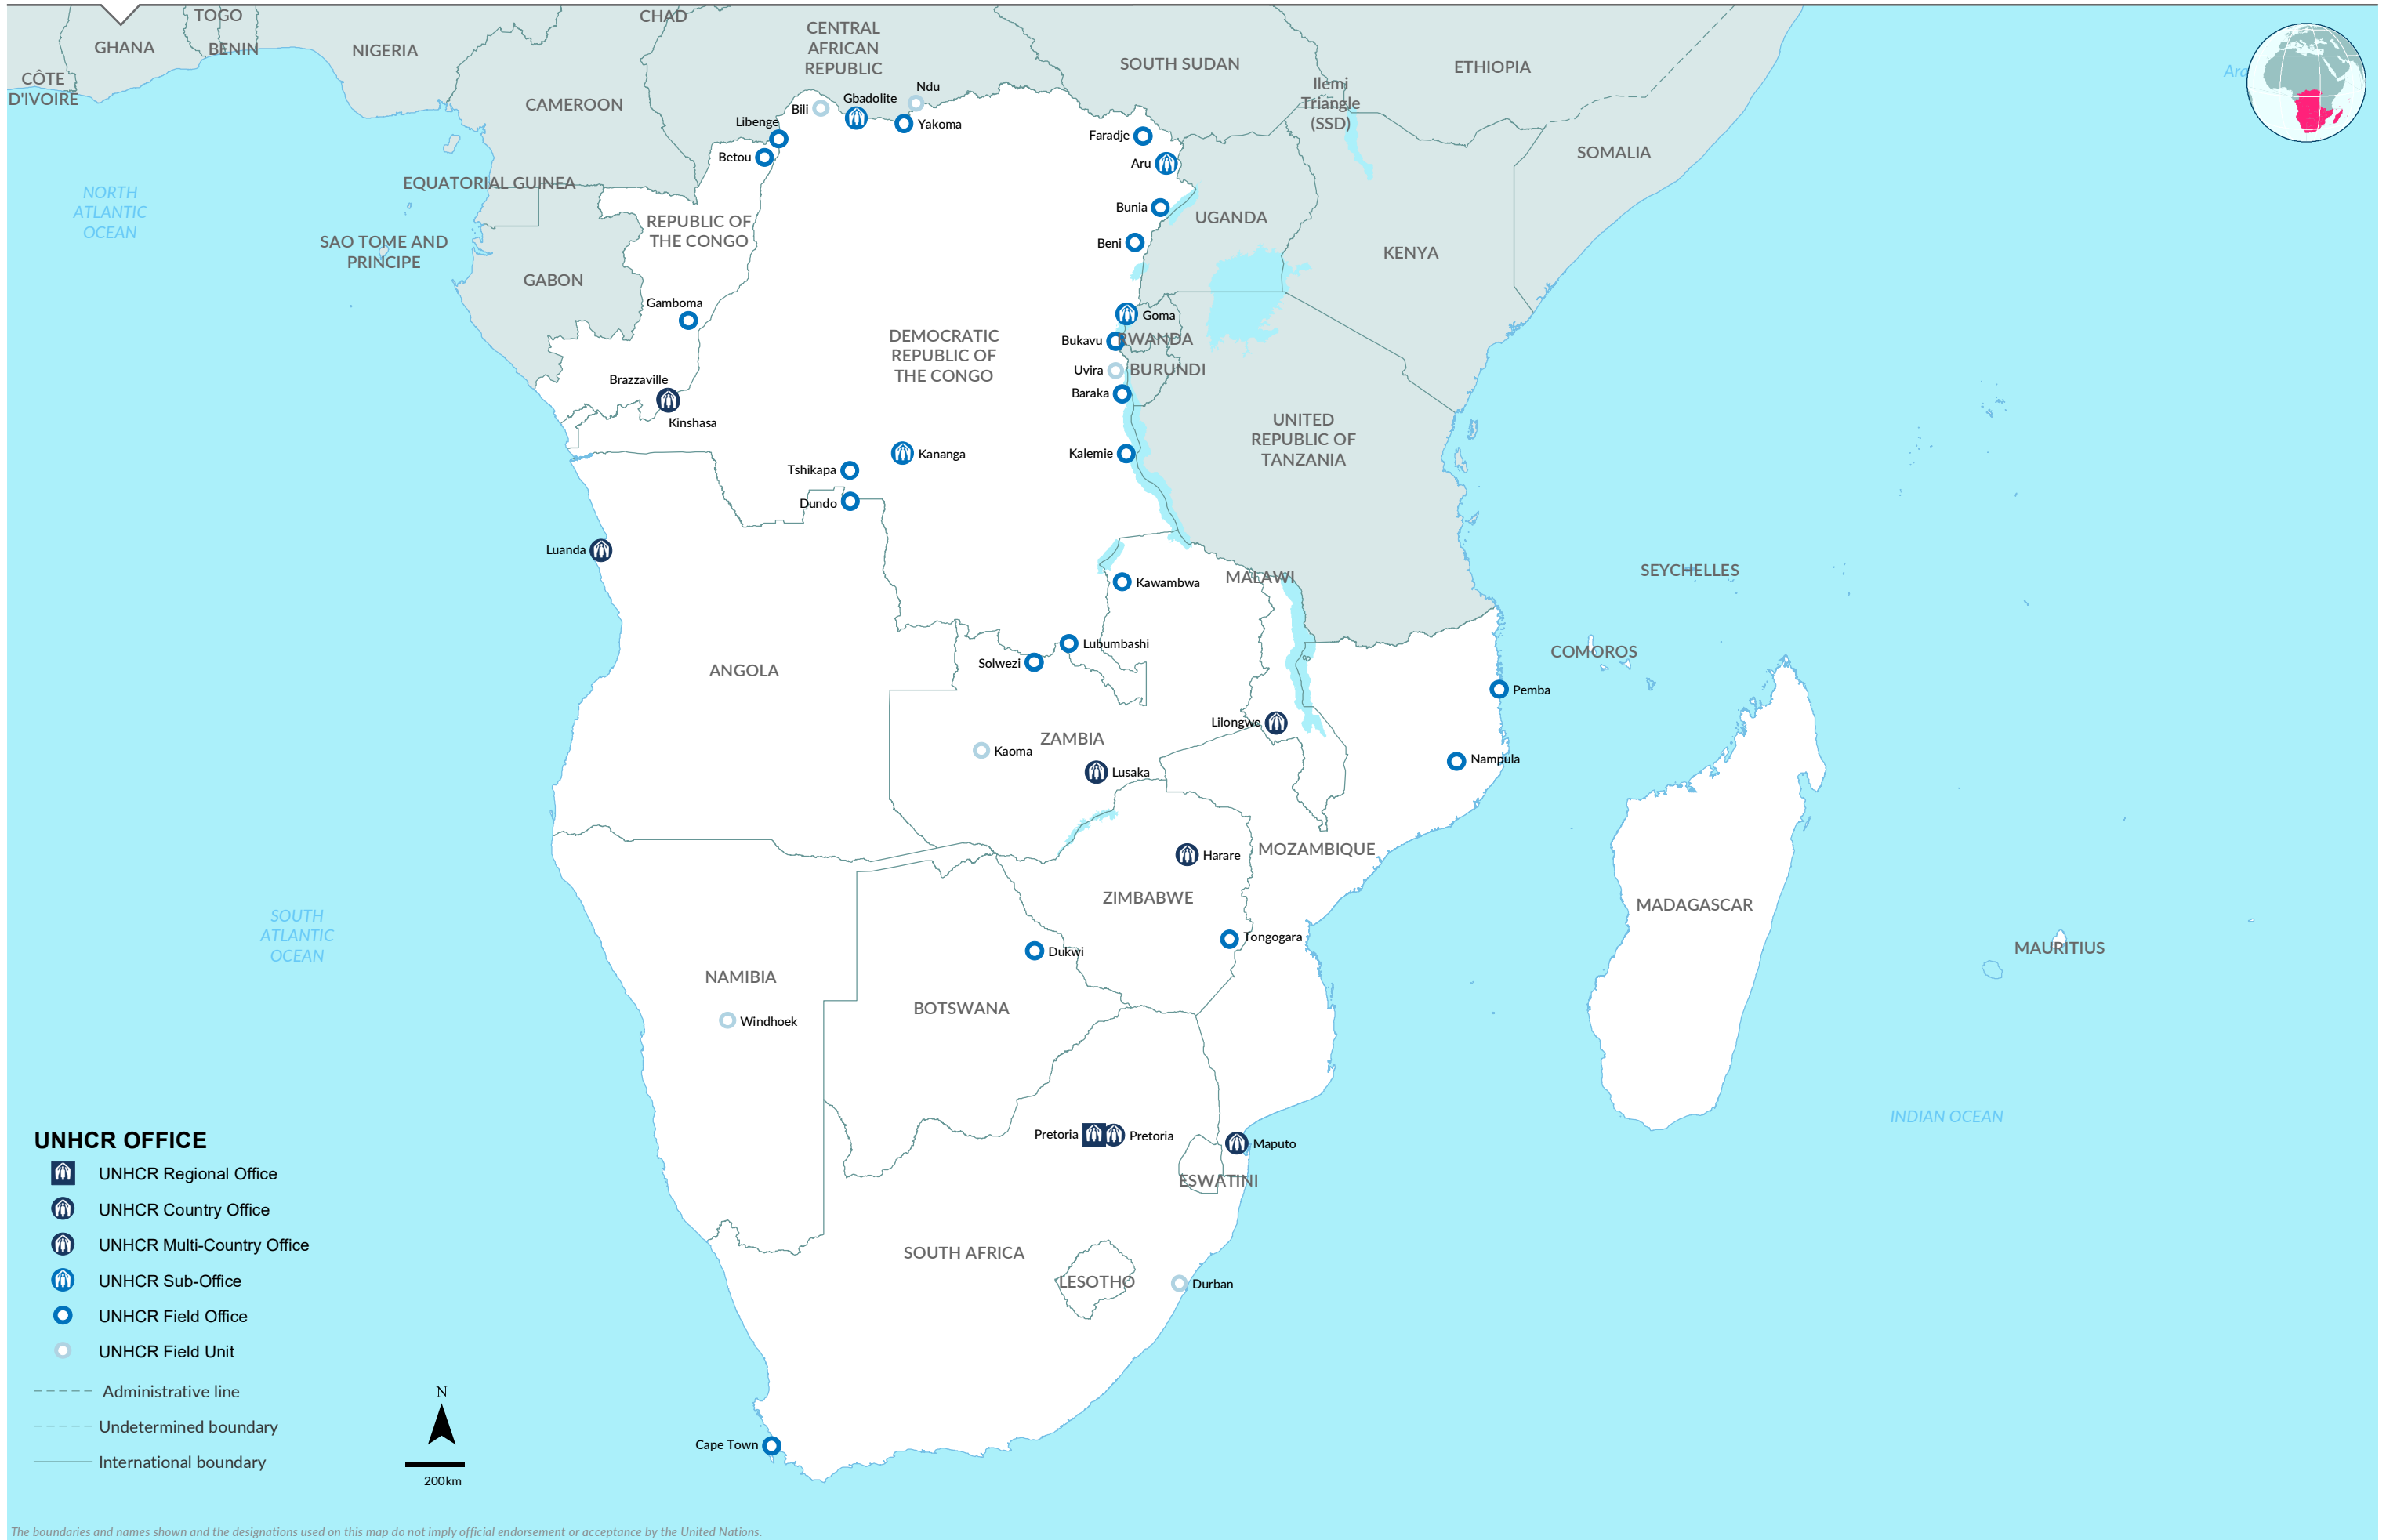 TOGO
CHAD
GHANA
BENIN
NIGERIA
CENTRAL
AFRICAN
REPUBLIC
SOUTH SUDAN
ETHIOPIA
CÔTE
D'IVOIRE
CAMEROON
Ilemi
Triangle
(SSD)
SOMALIA
Ndu
Gbadolite
Bili
Yakoma
Libenge
Betou
Faradje
Aru
EQUATORIAL GUINEA
NORTH
ATLANTIC
OCEAN
REPUBLIC OF
THE CONGO
Bunia
UGANDA
Beni
KENYA
SAO TOME AND
PRINCIPE
GABON
Gamboma
Goma
DEMOCRATIC
REPUBLIC OF
THE CONGO
Bukavu
RWANDA
Uvira
BURUNDI
Baraka
Brazzaville
Kinshasa
UNITED
REPUBLIC OF
TANZANIA
Kananga
Kalemie
Tshikapa
Dundo
Luanda
Kawambwa
MALAWI
SEYCHELLES
Lubumbashi
Solwezi
COMOROS
ANGOLA
Pemba
Lilongwe
ZAMBIA
Kaoma
Lusaka
Nampula
Harare
MOZAMBIQUE
ZIMBABWE
MADAGASCAR
SOUTH
ATLANTIC
OCEAN
Tongogara
Dukwi
MAURITIUS
NAMIBIA
BOTSWANA
Windhoek
INDIAN OCEAN
Pretoria
Pretoria
Maputo
ESWATINI
SOUTH AFRICA
LESOTHO
Durban
Cape Town
UNHCR OFFICE
UNHCR Regional Office
UNHCR Country Office
UNHCR Multi-Country Office
UNHCR Sub-Office
UNHCR Field Office
UNHCR Field Unit
Administrative line
Undetermined boundary
International boundary
N
200km
The boundaries and names shown and the designations used on this map do not imply official endorsement or acceptance by the United Nations.